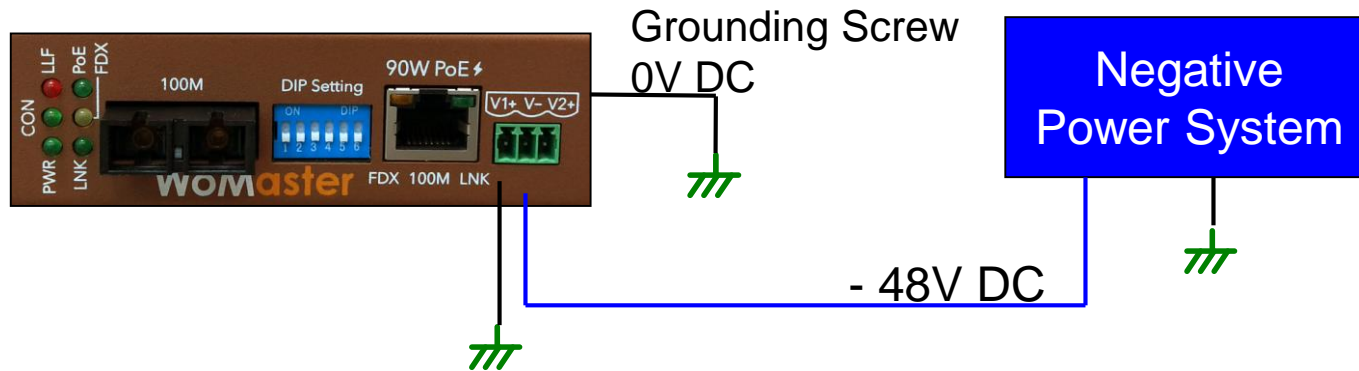 Grounding Screw
0V DC
Negative
Power System
LLF
PoE
FDX
CON
PWR
LNK
100M
DIP Setting
ON DIP
1 2 3 4 5 6
90W PoE
V1+ V- V2+
WoMaster
FDX 100M LNK
- 48V DC